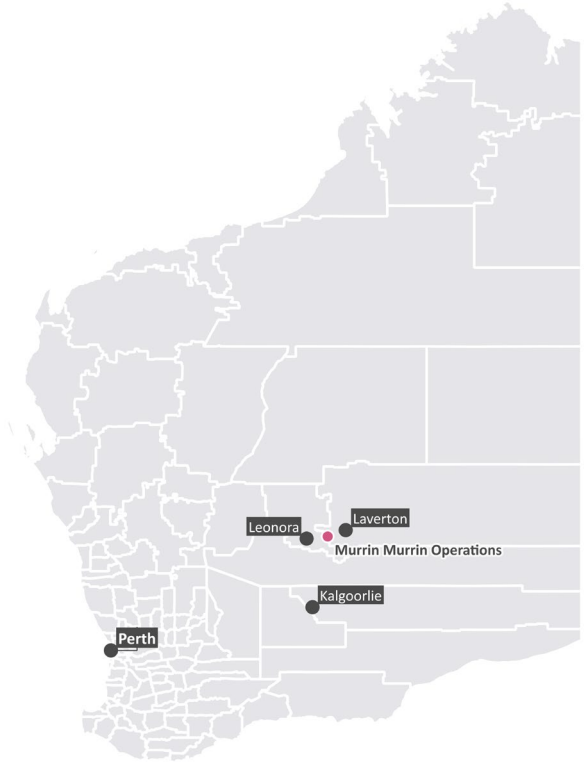 Laverton
Leonora
Murrin Murrin Operations
Kalgoorlie
Perth